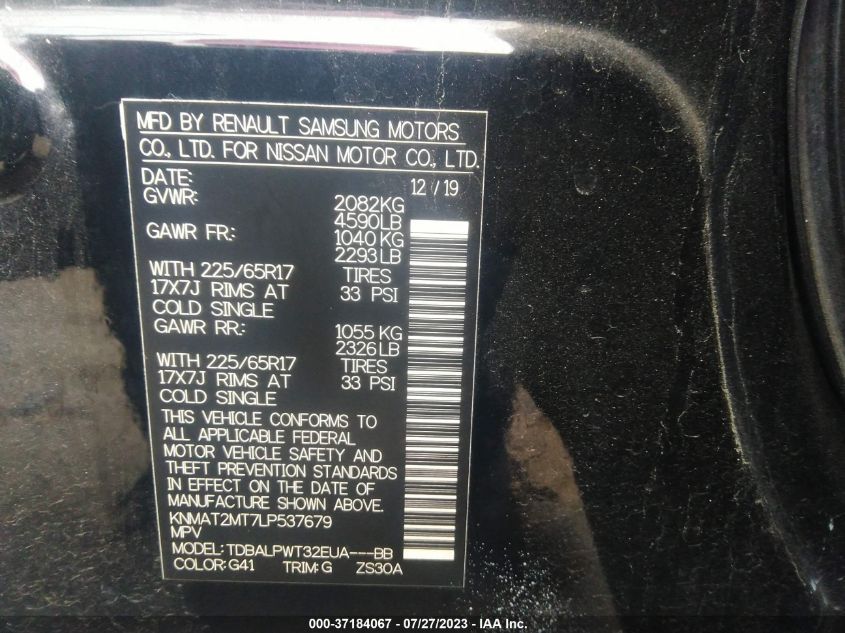 MFD BY RENAULT SAMSUNG MOTORS
CO., LTD. FOR NISSAN MOTOR CO., LTD.
DATE: 12 / 19
GVWR: 2082KG
4590LB
GAWR FR: 1040 KG
2293LB
WITH 225/65R17 TIRES
17X7J RIMS AT 33 PSI
COLD SINGLE
GAWR RR: 1055 KG
2326LB
WITH 225/65R17 TIRES
17X7J RIMS AT 33 PSI
COLD SINGLE
THIS VEHICLE CONFORMS TO
ALL APPLICABLE FEDERAL
MOTOR VEHICLE SAFETY AND
THEFT PREVENTION STANDARDS
IN EFFECT ON THE DATE OF
MANUFACTURE SHOWN ABOVE.
KNMAT2MT7LP537679
MPV
MODEL: TDBALPWT32EUA---BB
COLOR: G41 TRIM: G ZS30A
000-37184067 - 07/27/2023 - IAA Inc.